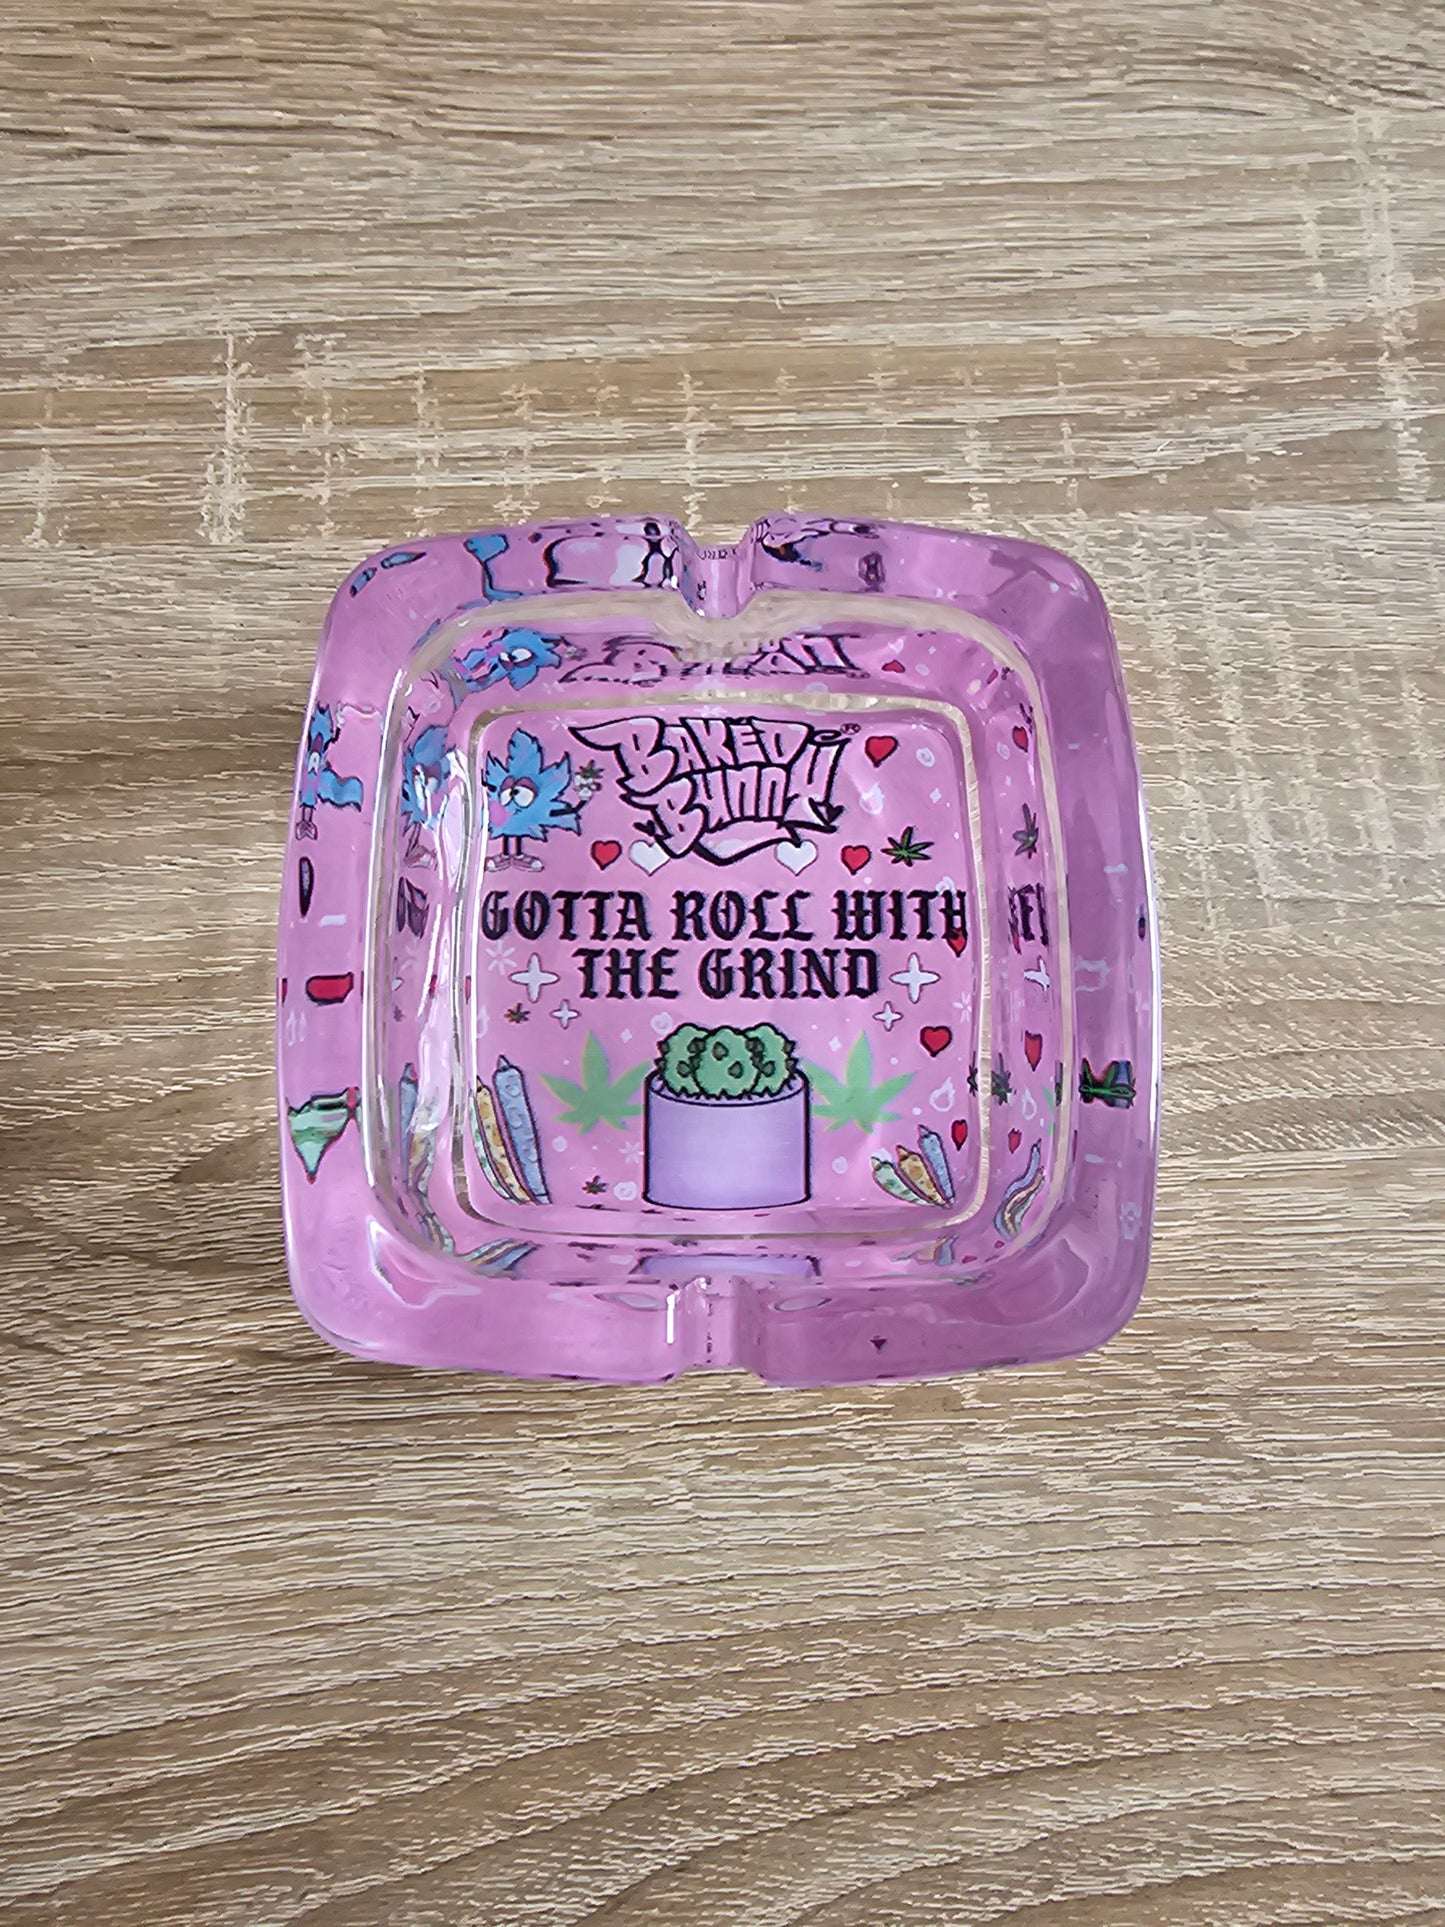 BAKED
BUNNY®
GOTTA ROLL WITH
THE GRIND